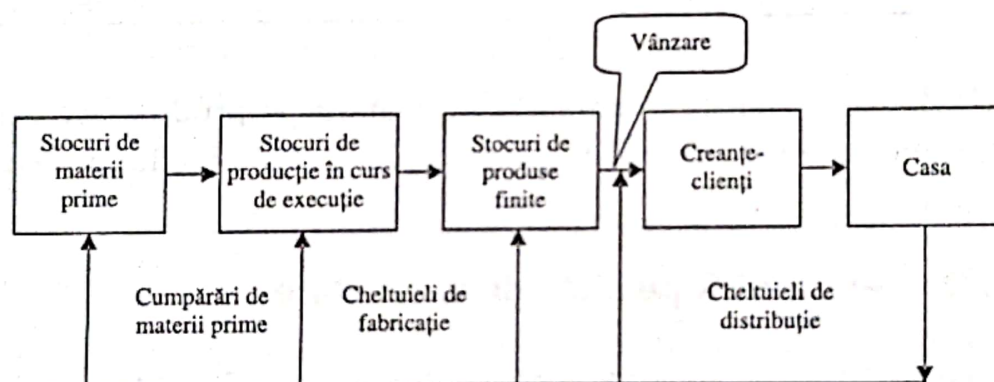 Vânzare
Stocuri de
materii
prime
Stocuri de
producție în curs
de execuție
Stocuri de
produse
finite
Creanțe-
clienți
Casa
Cumpărări de
materii prime
Cheltuieli de
fabricație
Cheltuieli de
distribuție